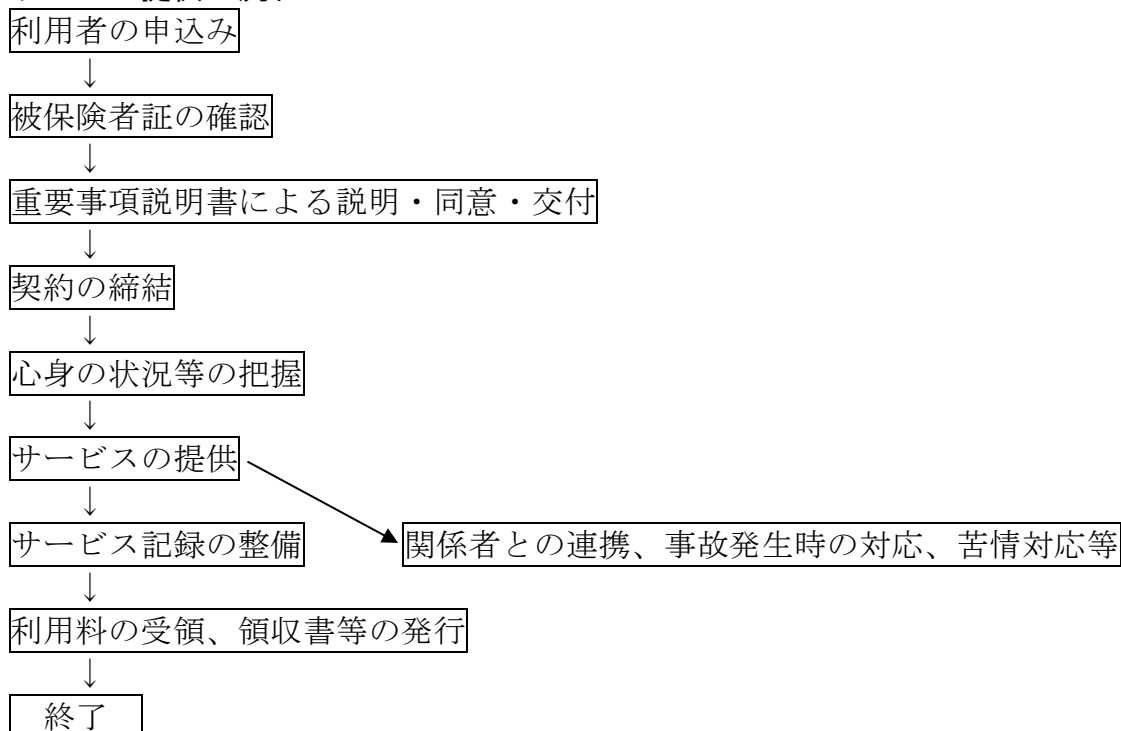 利用者の申込み
↓
被保険者証の確認
↓
重要事項説明書による説明・同意・交付
↓
契約の締結
↓
心身の状況等の把握
↓
サービスの提供
↓
サービス記録の整備 関係者との連携、事故発生時の対応、苦情対応等
↓
利用料の受領、領収書等の発行
↓
終了